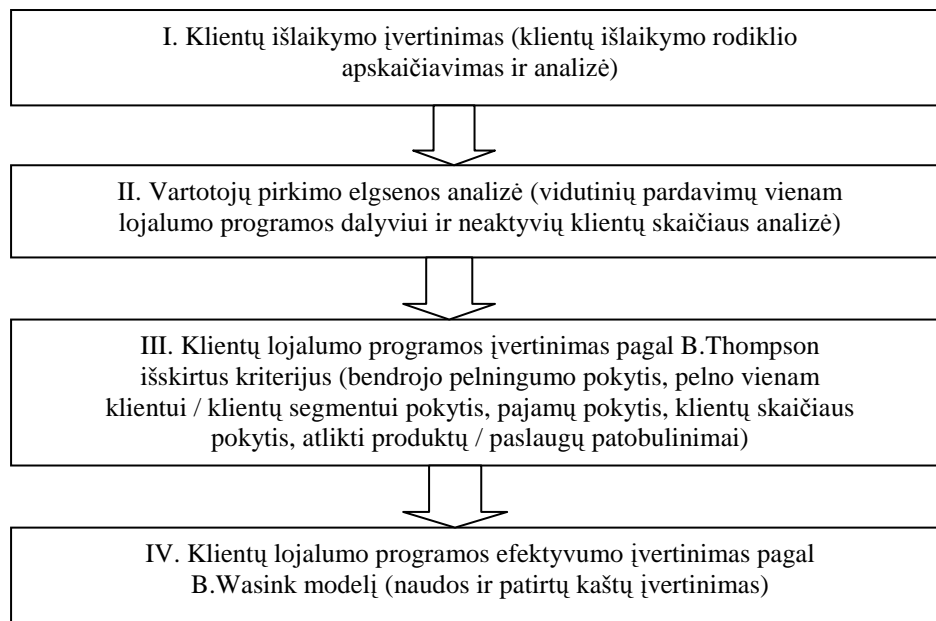 I. Klientų išlaikymo įvertinimas (klientų išlaikymo rodiklio
apskaičiavimas ir analizė)
II. Vartotojų pirkimo elgsenos analizė (vidutinių pardavimų vienam
lojalumo programos dalyviui ir neaktyvių klientų skaičiaus analizė)
III. Klientų lojalumo programos įvertinimas pagal B.Thompson
išskirtus kriterijus (bendrojo pelningumo pokytis, pelno vienam
klientui / klientų segmentui pokytis, pajamų pokytis, klientų skaičiaus
pokytis, atlikti produktų / paslaugų patobulinimai)
IV. Klientų lojalumo programos efektyvumo įvertinimas pagal
B.Wasink modelį (naudos ir patirtų kaštų įvertinimas)